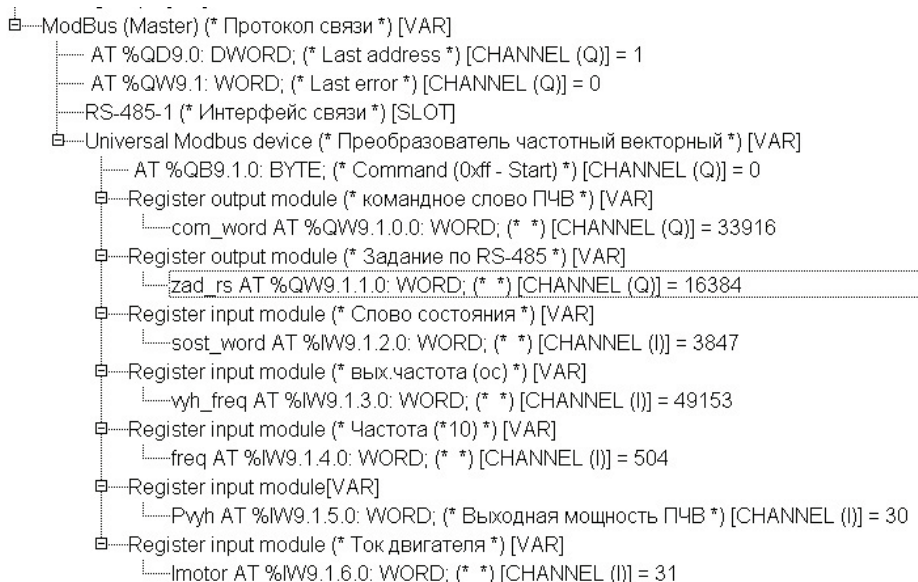 ModBus (Master) (* Протокол связи *) [VAR]
AT %QD9.0: DWORD; (* Last address *) [CHANNEL (Q)] = 1
AT %QW9.1: WORD; (* Last error *) [CHANNEL (Q)] = 0
RS-485-1 (* Интерфейс связи *) [SLOT]
Universal Modbus device (* Преобразователь частотный векторный *) [VAR]
AT %QB9.1.0: BYTE; (* Command (0xff - Start) *) [CHANNEL (Q)] = 0
Register output module (* командное слово ПЧВ *) [VAR]
com_word AT %QW9.1.0.0: WORD; (* *) [CHANNEL (Q)] = 33916
Register output module (* Задание по RS-485 *) [VAR]
zad_rs AT %QW9.1.1.0: WORD; (* *) [CHANNEL (Q)] = 16384
Register input module (* Слово состояния *) [VAR]
sost_word AT %IW9.1.2.0: WORD; (* *) [CHANNEL (I)] = 3847
Register input module (* вых.частота (ос) *) [VAR]
vyh_freq AT %IW9.1.3.0: WORD; (* *) [CHANNEL (I)] = 49153
Register input module (* Частота (*10) *) [VAR]
freq AT %IW9.1.4.0: WORD; (* *) [CHANNEL (I)] = 504
Register input module[VAR]
Pvyh AT %IW9.1.5.0: WORD; (* Выходная мощность ПЧВ *) [CHANNEL (I)] = 30
Register input module (* Ток двигателя *) [VAR]
Imotor AT %IW9.1.6.0: WORD; (* *) [CHANNEL (I)] = 31